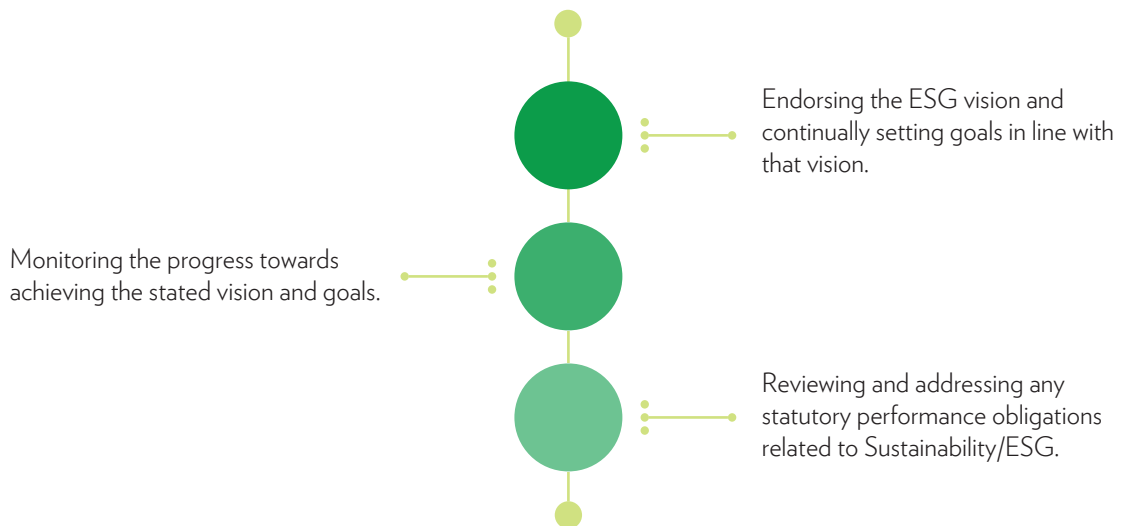 Endorsing the ESG vision and
continually setting goals in line with
that vision.
Monitoring the progress towards
achieving the stated vision and goals.
Reviewing and addressing any
statutory performance obligations
related to Sustainability/ESG.